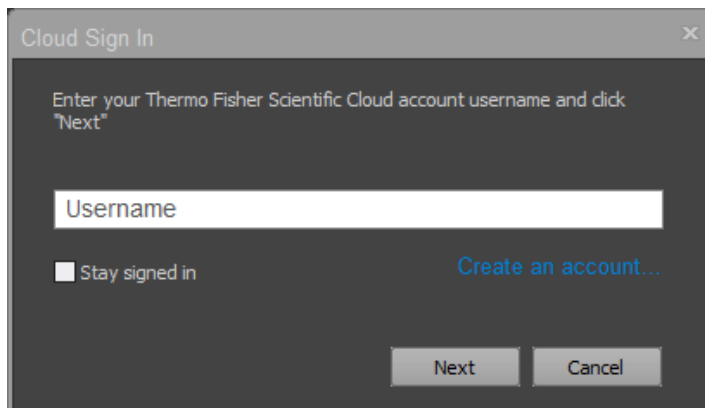 Cloud Sign In
Enter your Thermo Fisher Scientific Cloud account username and click
"Next"
Username
Stay signed in
Create an account...
Next
Cancel